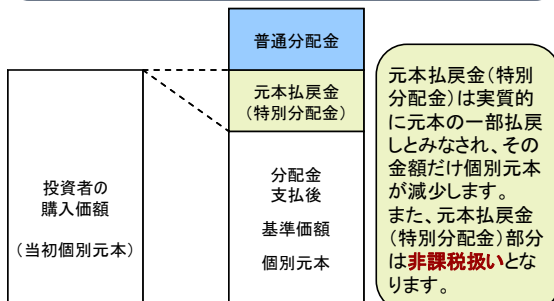 普通分配金
元本払戻金
(特別分配金)
投資者の
購入価額
(当初個別元本)
分配金
支払後
基準価額
個別元本
元本払戻金(特別
分配金)は実質的
に元本の一部払戻
しとみなされ、その
金額だけ個別元本
が減少します。
また、元本払戻金
(特別分配金)部分
は非課税扱いとな
ります。